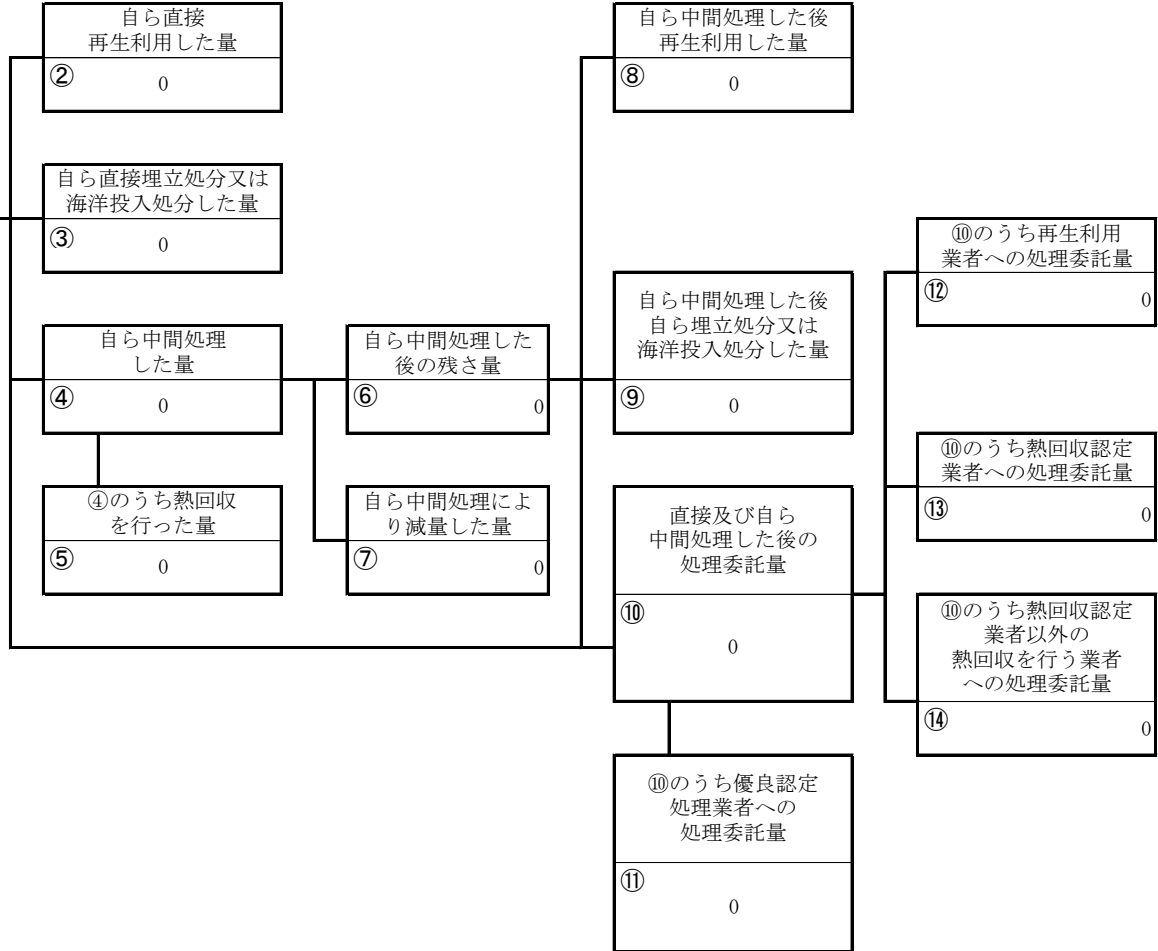 自ら直接
再生利用した量
②
0
自ら中間処理した後
再生利用した量
⑧
0
自ら直接埋立処分又は
海洋投入処分した量
③
0
⑩のうち再生利用
業者への処理委託量
⑫
0
自ら中間処理
した量
④
0
自ら中間処理した
後の残さ量
⑥
0
自ら中間処理した後
自ら埋立処分又は
海洋投入処分した量
⑨
0
⑩のうち熱回収認定
業者への処理委託量
⑬
0
④のうち熱回収
を行った量
⑤
0
自ら中間処理によ
り減量した量
⑦
0
直接及び自ら
中間処理した後の
処理委託量
⑩
0
⑩のうち熱回収認定
業者以外の
熱回収を行う業者
への処理委託量
⑭
0
⑩のうち優良認定
処理業者への
処理委託量
⑪
0